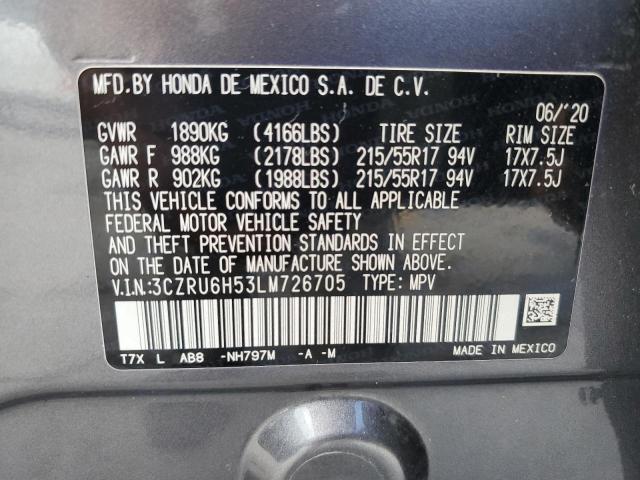 MFD.BY HONDA DE MEXICO S.A. DE C.V.
06/'20
GVWR 1890KG (4166LBS) TIRE SIZE RIM SIZE
GAWR F 988KG (2178LBS) 215/55R17 94V 17X7.5J
GAWR R 902KG (1988LBS) 215/55R17 94V 17X7.5J
THIS VEHICLE CONFORMS TO ALL APPLICABLE
FEDERAL MOTOR VEHICLE SAFETY
AND THEFT PREVENTION STANDARDS IN EFFECT ON
THE DATE OF MANUFACTURE SHOWN ABOVE.
V.I.N.:3CZRU6H53LM726705 TYPE: MPV
T7X L AB8 -NH797M -A -M MADE IN MEXICO